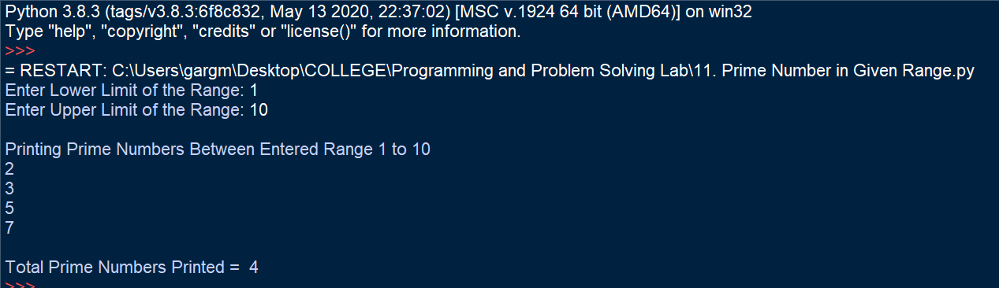 Python 3.8.3 (tags/v3.8.3:6f8c832, May 13 2020, 22:37:02) [MSC v.1924 64 bit (AMD64)] on win32
Type "help", "copyright", "credits" or "license()" for more information.
>>>
= RESTART: C:\Users\gargm\Desktop\COLLEGE\Programming and Problem Solving Lab\11. Prime Number in Given Range.py
Enter Lower Limit of the Range: 1
Enter Upper Limit of the Range: 10
Printing Prime Numbers Between Entered Range 1 to 10
2
3
5
7
Total Prime Numbers Printed =  4
>>>